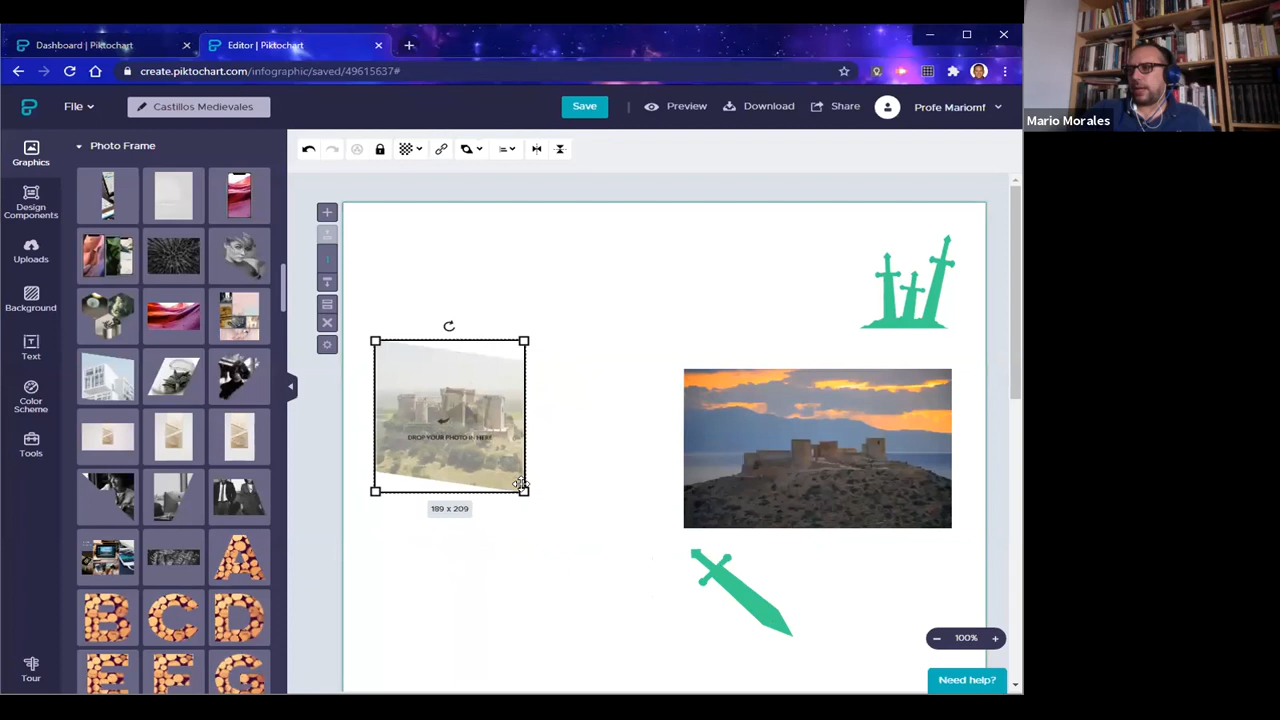 Dashboard | Piktochart
Editor | Piktochart
create.piktochart.com/infographic/saved/49615637#
File
Castillos Medievales
Save
Preview
Download
Share
Profe Mariomf
Mario Morales
Graphics
Design Components
Uploads
Background
Text
Color Scheme
Tools
Tour
Photo Frame
A
B C D
E F G
1
DROP YOUR PHOTO IN HERE
189 x 209
100%
Need help?